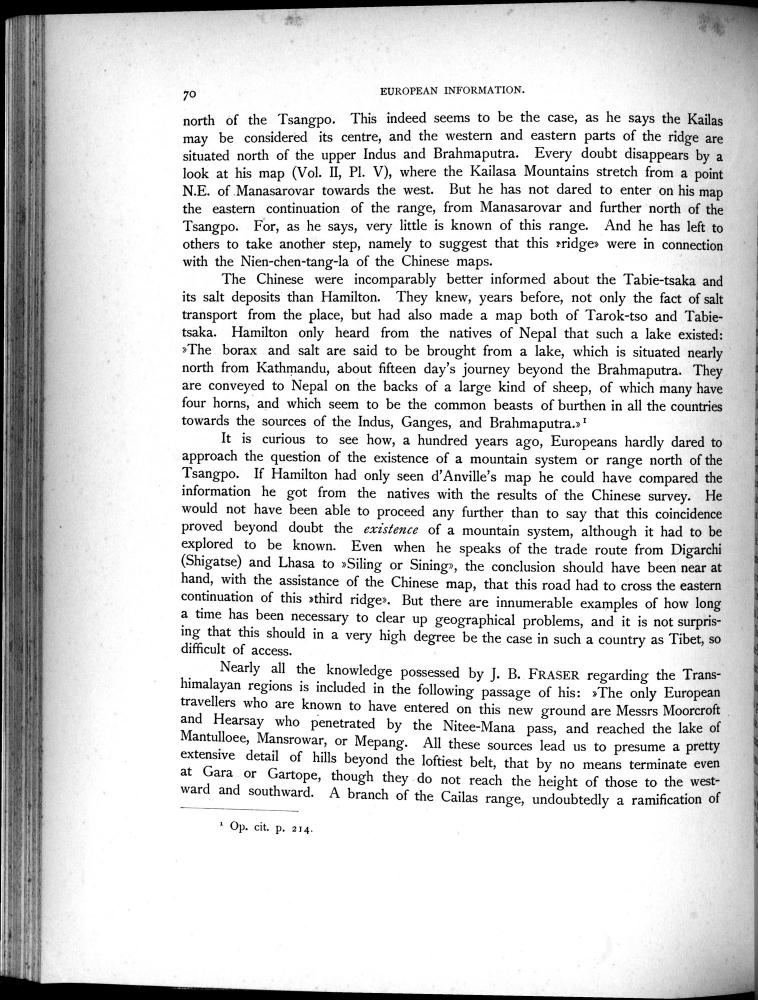 70 EUROPEAN INFORMATION.
north of the Tsangpo. This indeed seems to be the case, as he says the Kailas
may be considered its centre, and the western and eastern parts of the ridge are
situated north of the upper Indus and Brahmaputra. Every doubt disappears by a
look at his map (Vol. II, Pl. V), where the Kailasa Mountains stretch from a point
N.E. of Manasarovar towards the west. But he has not dared to enter on his map
the eastern continuation of the range, from Manasarovar and further north of the
Tsangpo. For, as he says, very little is known of this range. And he has left to
others to take another step, namely to suggest that this »ridge» were in connection
with the Nien-chen-tang-la of the Chinese maps.
The Chinese were incomparably better informed about the Tabie-tsaka and
its salt deposits than Hamilton. They knew, years before, not only the fact of salt
transport from the place, but had also made a map both of Tarok-tso and Tabie-
tsaka. Hamilton only heard from the natives of Nepal that such a lake existed:
»The borax and salt are said to be brought from a lake, which is situated nearly
north from Kathmandu, about fifteen day's journey beyond the Brahmaputra. They
are conveyed to Nepal on the backs of a large kind of sheep, of which many have
four horns, and which seem to be the common beasts of burthen in all the countries
towards the sources of the Indus, Ganges, and Brahmaputra.»¹
It is curious to see how, a hundred years ago, Europeans hardly dared to
approach the question of the existence of a mountain system or range north of the
Tsangpo. If Hamilton had only seen d'Anville's map he could have compared the
information he got from the natives with the results of the Chinese survey. He
would not have been able to proceed any further than to say that this coincidence
proved beyond doubt the existence of a mountain system, although it had to be
explored to be known. Even when he speaks of the trade route from Digarchi
(Shigatse) and Lhasa to »Siling or Sining», the conclusion should have been near at
hand, with the assistance of the Chinese map, that this road had to cross the eastern
continuation of this »third ridge». But there are innumerable examples of how long
a time has been necessary to clear up geographical problems, and it is not surpris-
ing that this should in a very high degree be the case in such a country as Tibet, so
difficult of access.
Nearly all the knowledge possessed by J. B. FRASER regarding the Trans-
himalayan regions is included in the following passage of his: »The only European
travellers who are known to have entered on this new ground are Messrs Moorcroft
and Hearsay who penetrated by the Nitee-Mana pass, and reached the lake of
Mantulloee, Mansrowar, or Mepang. All these sources lead us to presume a pretty
extensive detail of hills beyond the loftiest belt, that by no means terminate even
at Gara or Gartope, though they do not reach the height of those to the west-
ward and southward. A branch of the Cailas range, undoubtedly a ramification of
¹ Op. cit. p. 214.